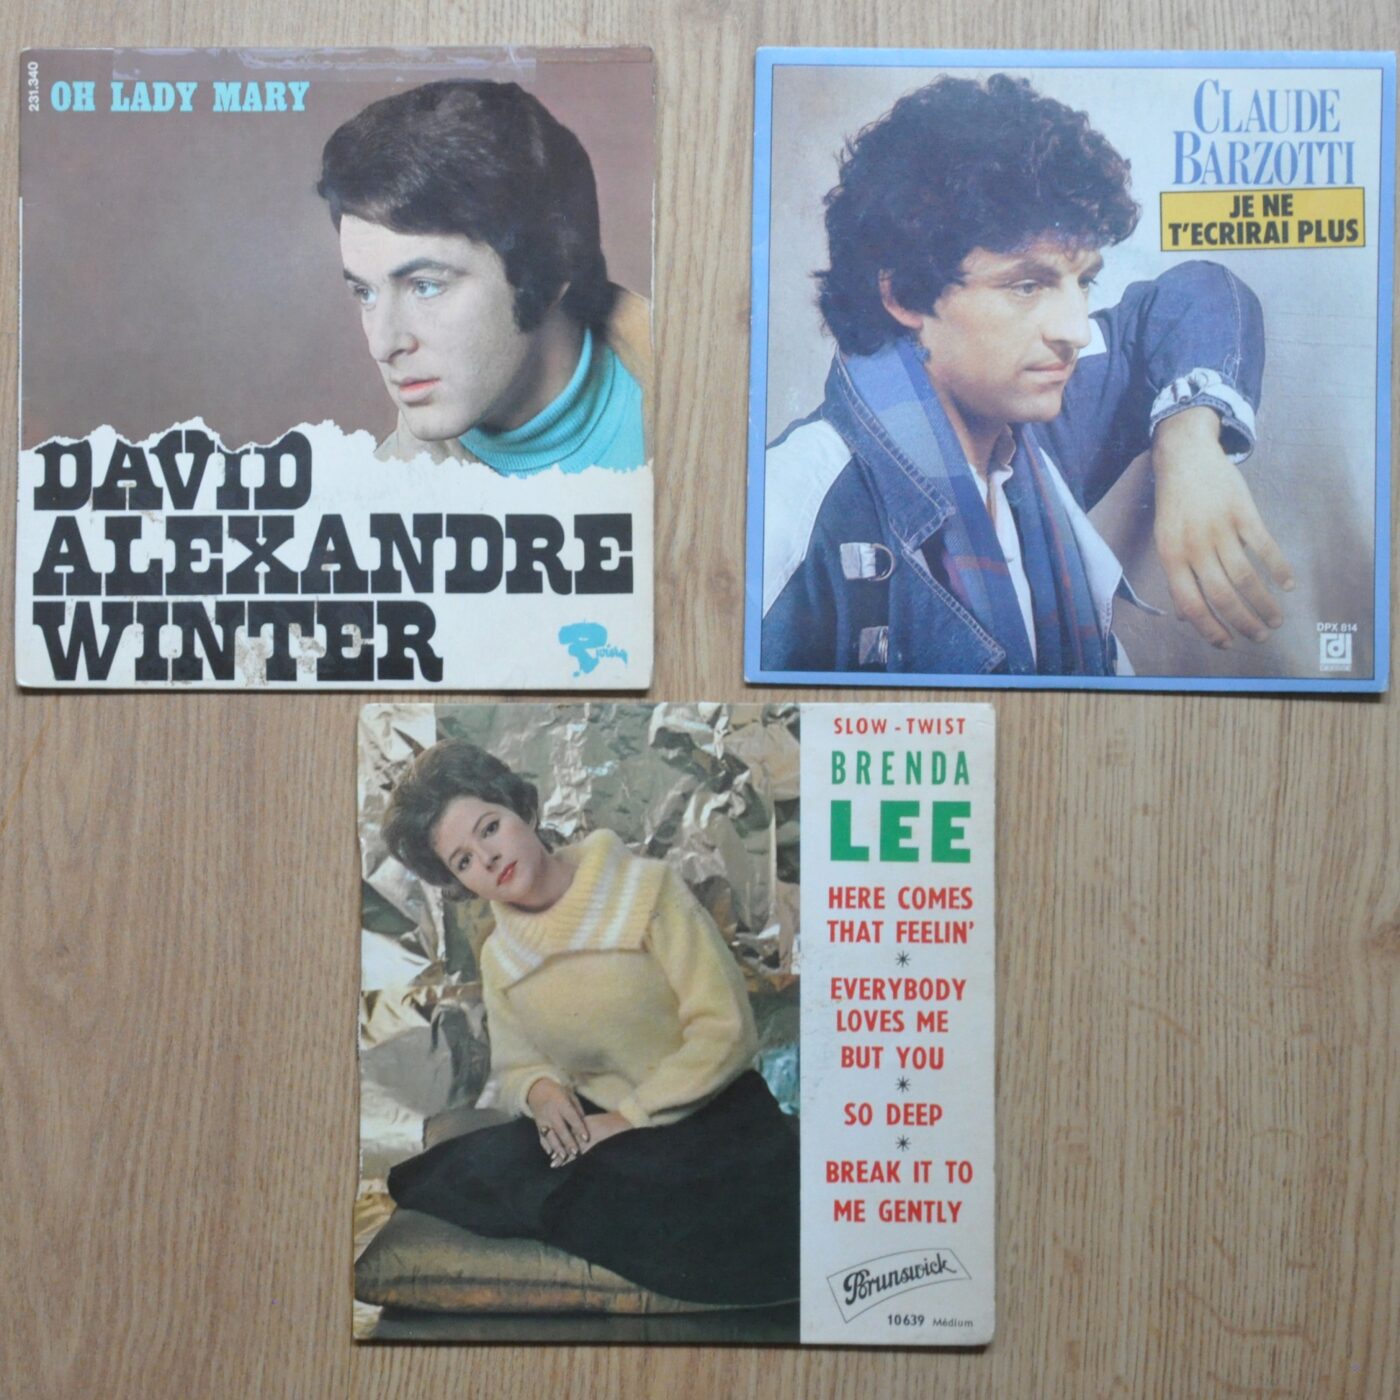 231.340
OH LADY MARY
DAVID
ALEXANDRE
WINTER
Riviera
CLAUDE
BARZOTTI
JE NE
T'ECRIRAI PLUS
DPX 814
SLOW - TWIST
BRENDA
LEE
HERE COMES
THAT FEELIN'
*
EVERYBODY
LOVES ME
BUT YOU
*
SO DEEP
*
BREAK IT TO
ME GENTLY
Brunswick
10639 Médium